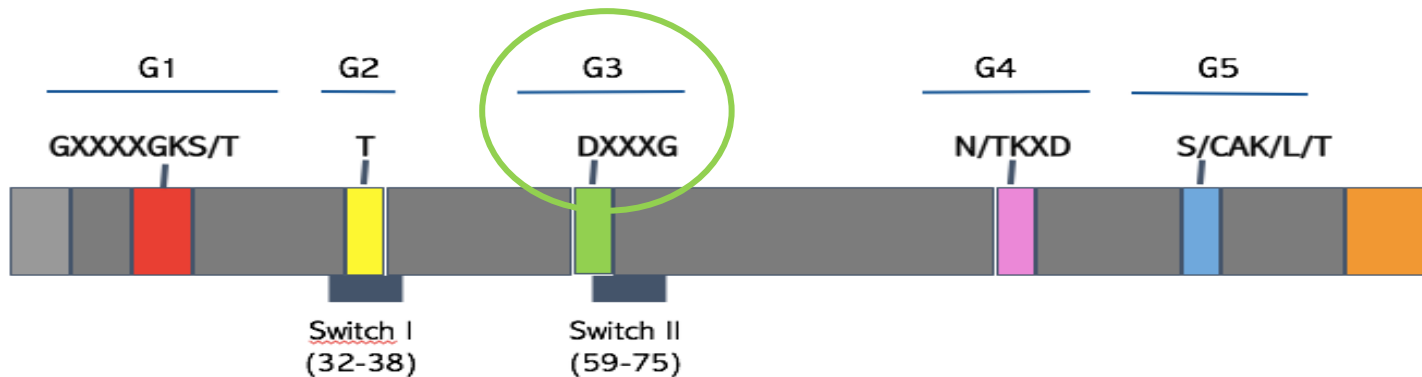 G1 G2 G3 G4 G5
GXXXXGKS/T T DXXXG N/TKXD S/CAK/L/T
Switch I Switch II
(32-38) (59-75)